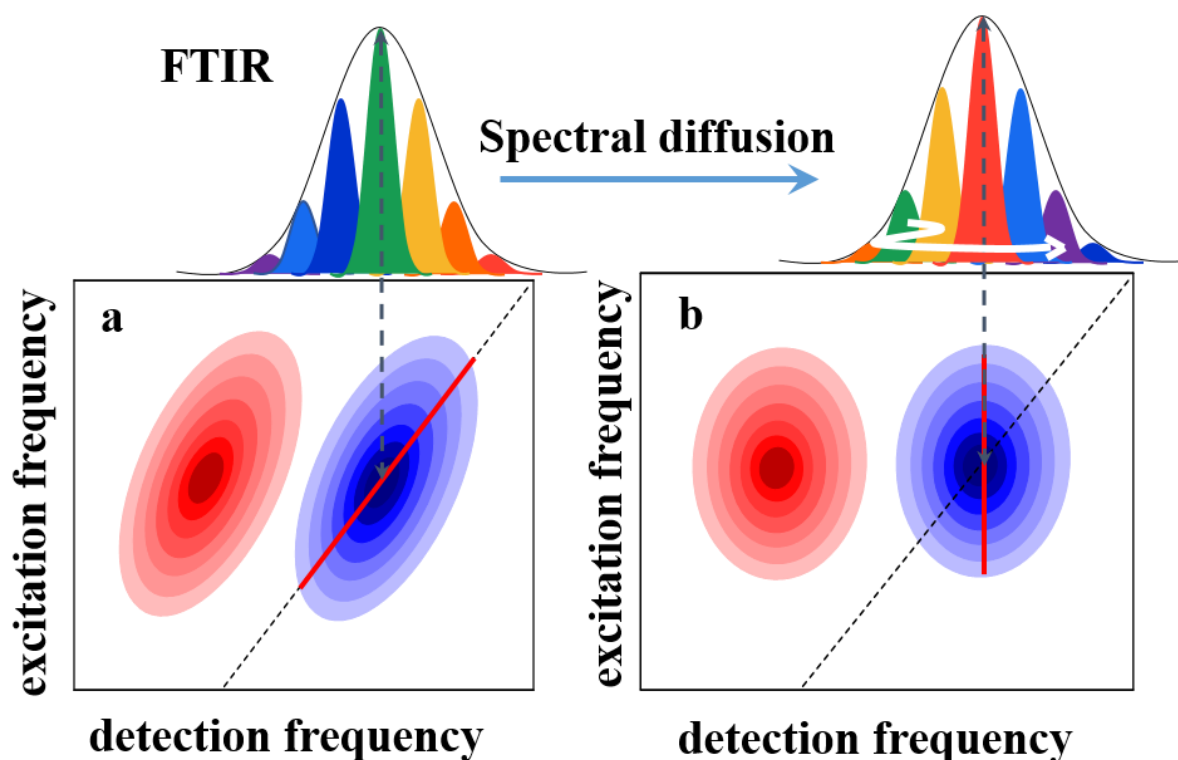 FTIR
Spectral diffusion
a
b
excitation frequency
excitation frequency
detection frequency
detection frequency